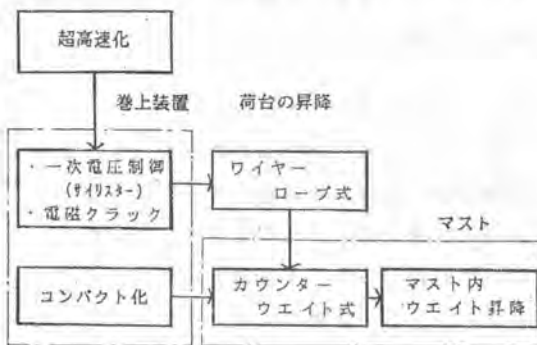 超高速化
巻上装置
荷台の昇降
・一次電圧制御
(サイリスター)
・電磁クラック
ワイヤー
ロープ式
マスト
コンパクト化
カウンター
ウエイト式
マスト内
ウエイト昇降